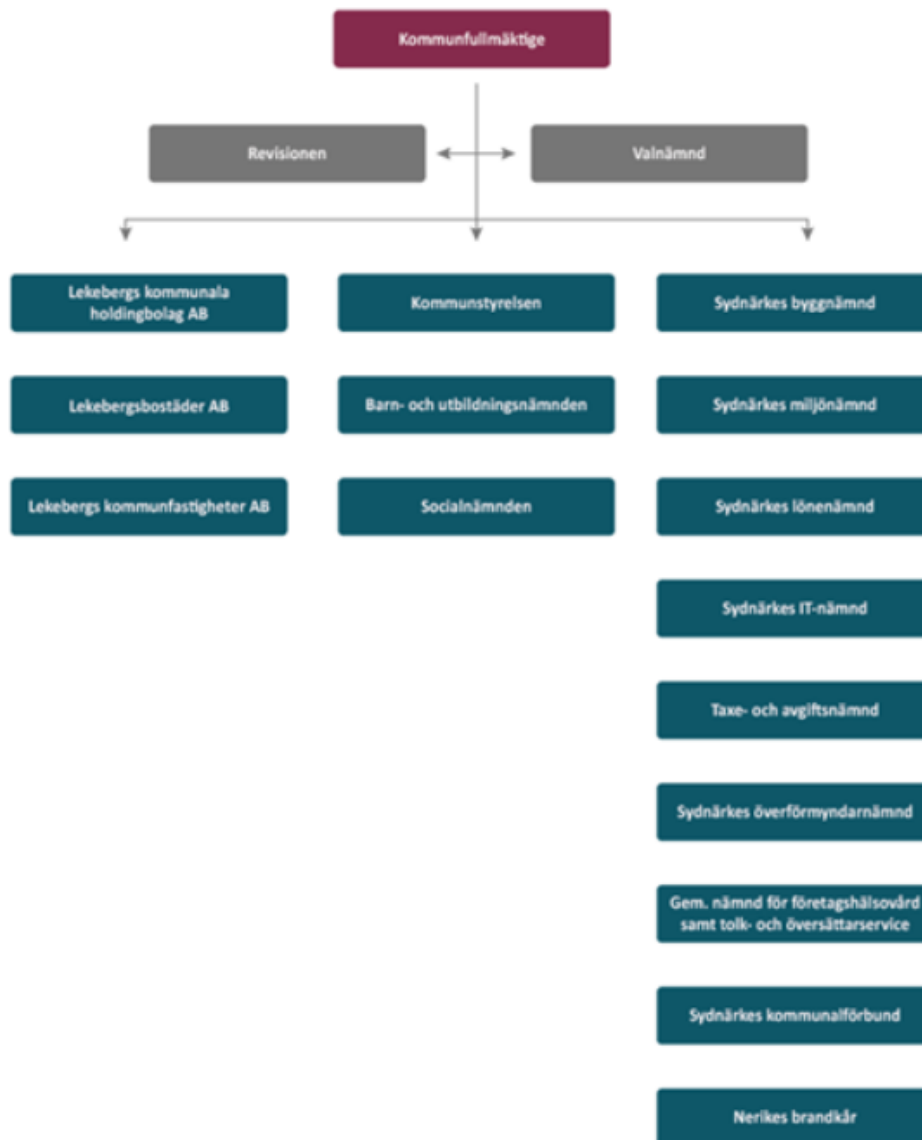 Kommunfullmäktige
Revisionen
Valnämnd
Lekebergs kommunala
holdingbolag AB
Lekebergsbostäder AB
Lekebergs kommunfastigheter AB
Kommunstyrelsen
Barn- och utbildningsnämnden
Socialnämnden
Sydnärkes byggnämnd
Sydnärkes miljönämnd
Sydnärkes lönenämnd
Sydnärkes IT-nämnd
Taxe- och avgiftsnämnd
Sydnärkes överförmyndarnämnd
Gem. nämnd för företagshälsovård
samt tolk- och översättarservice
Sydnärkes kommunalförbund
Nerikes brandkår